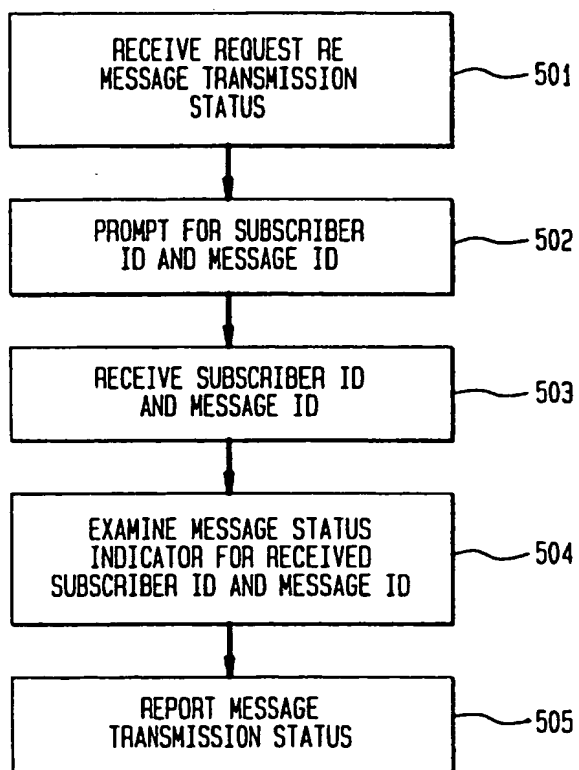 RECEIVE REQUEST RE
MESSAGE TRANSMISSION
STATUS
501
PROMPT FOR SUBSCRIBER
ID AND MESSAGE ID
502
RECEIVE SUBSCRIBER ID
AND MESSAGE ID
503
EXAMINE MESSAGE STATUS
INDICATOR FOR RECEIVED
SUBSCRIBER ID AND MESSAGE ID
504
REPORT MESSAGE
TRANSMISSION STATUS
505